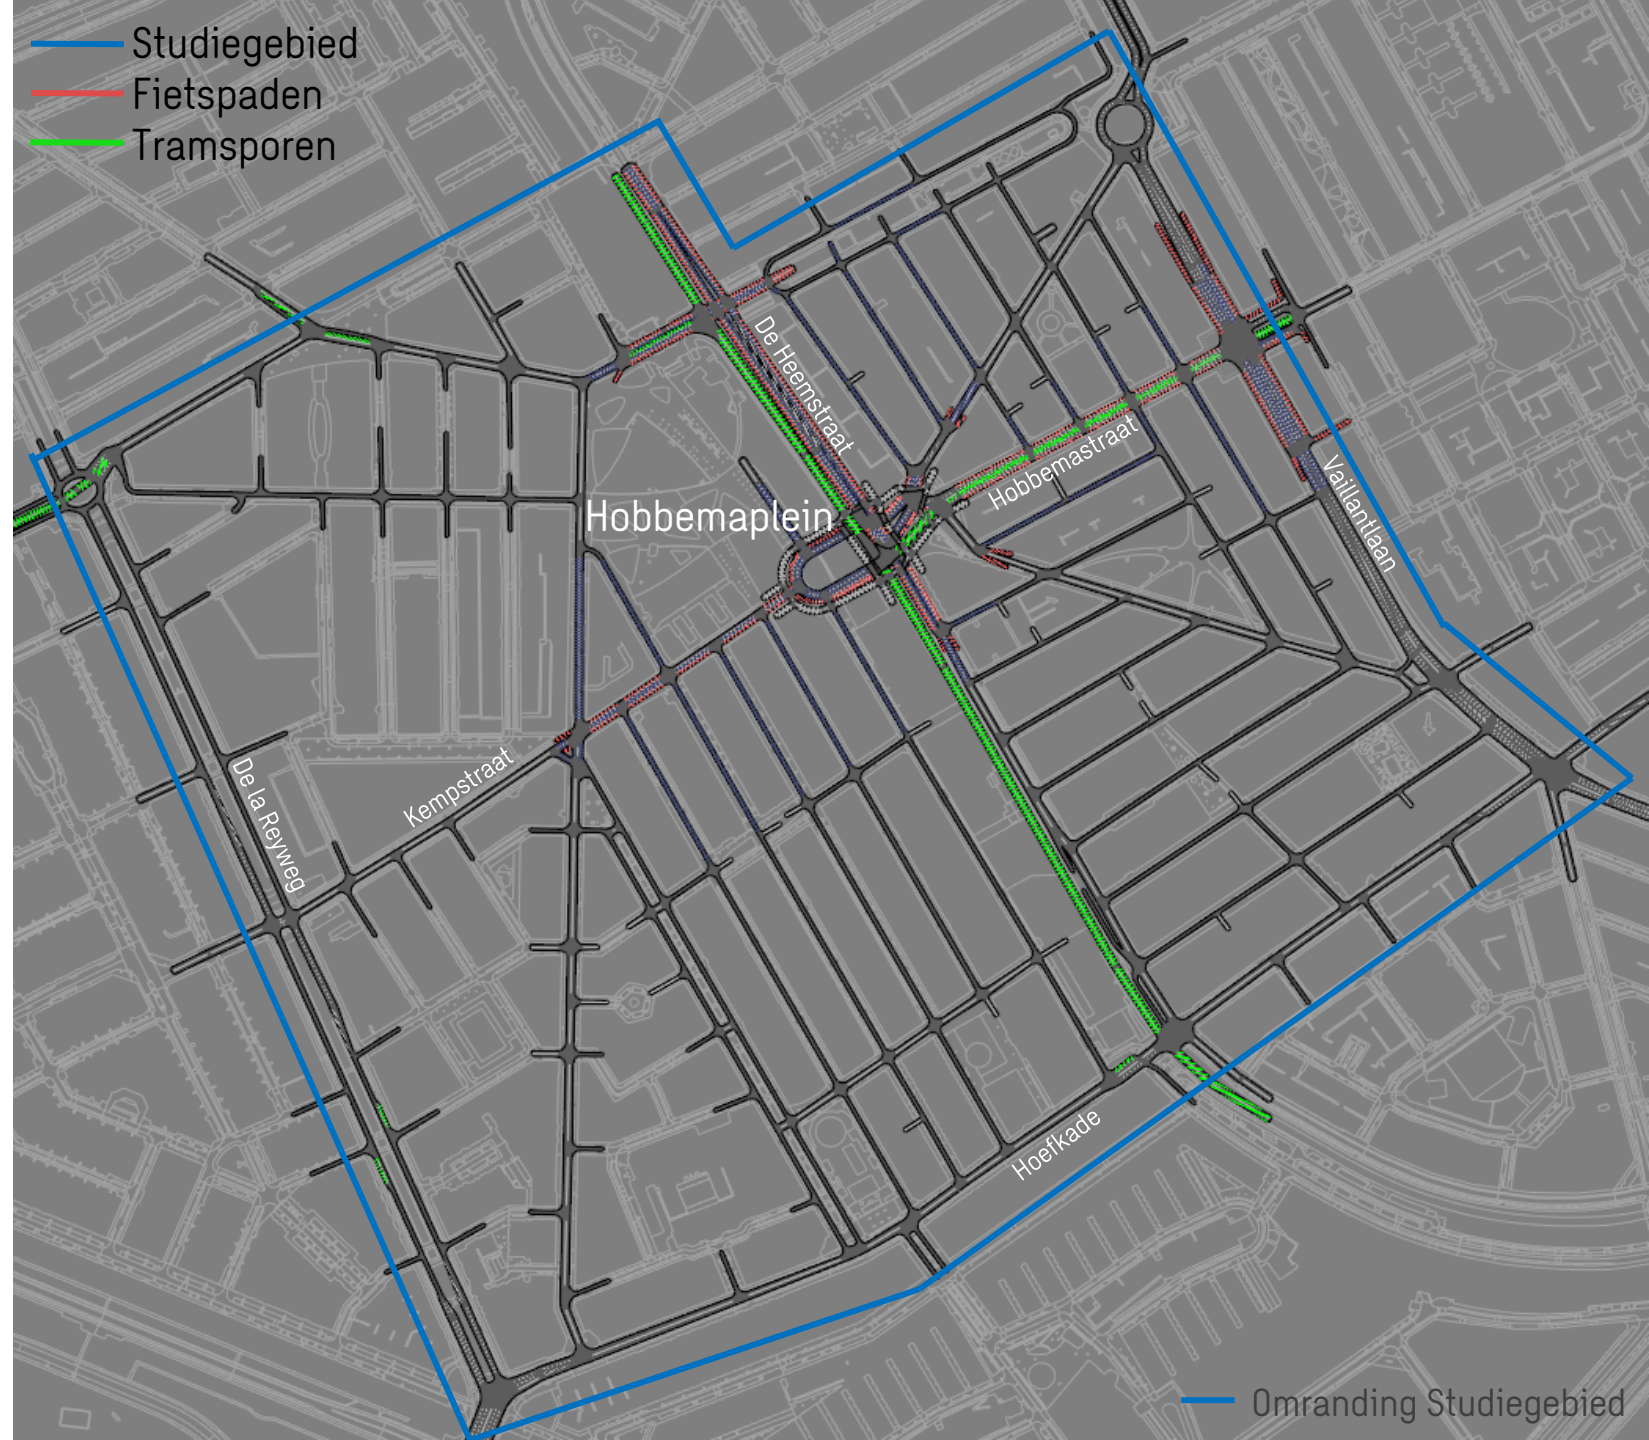 Studiegebied
Fietspaden
Tramsporen
De Heemstraat
Hobbemastraat
Hobbemaplein
Vaillantlaan
De la Reyweg
Kempstraat
Hoefkade
Omranding Studiegebied